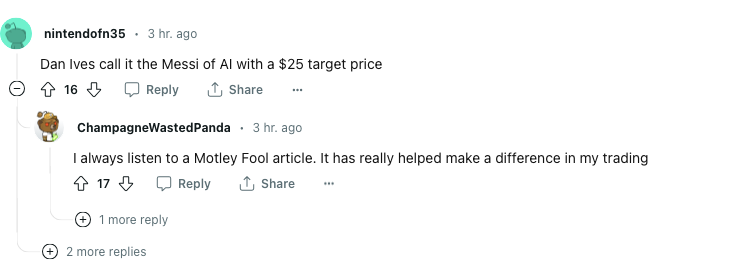 nintendofn35 • 3 hr. ago
Dan Ives call it the Messi of AI with a $25 target price
16 Reply Share ...
ChampagneWastedPanda • 3 hr. ago
I always listen to a Motley Fool article. It has really helped make a difference in my trading
17 Reply Share ...
1 more reply
2 more replies